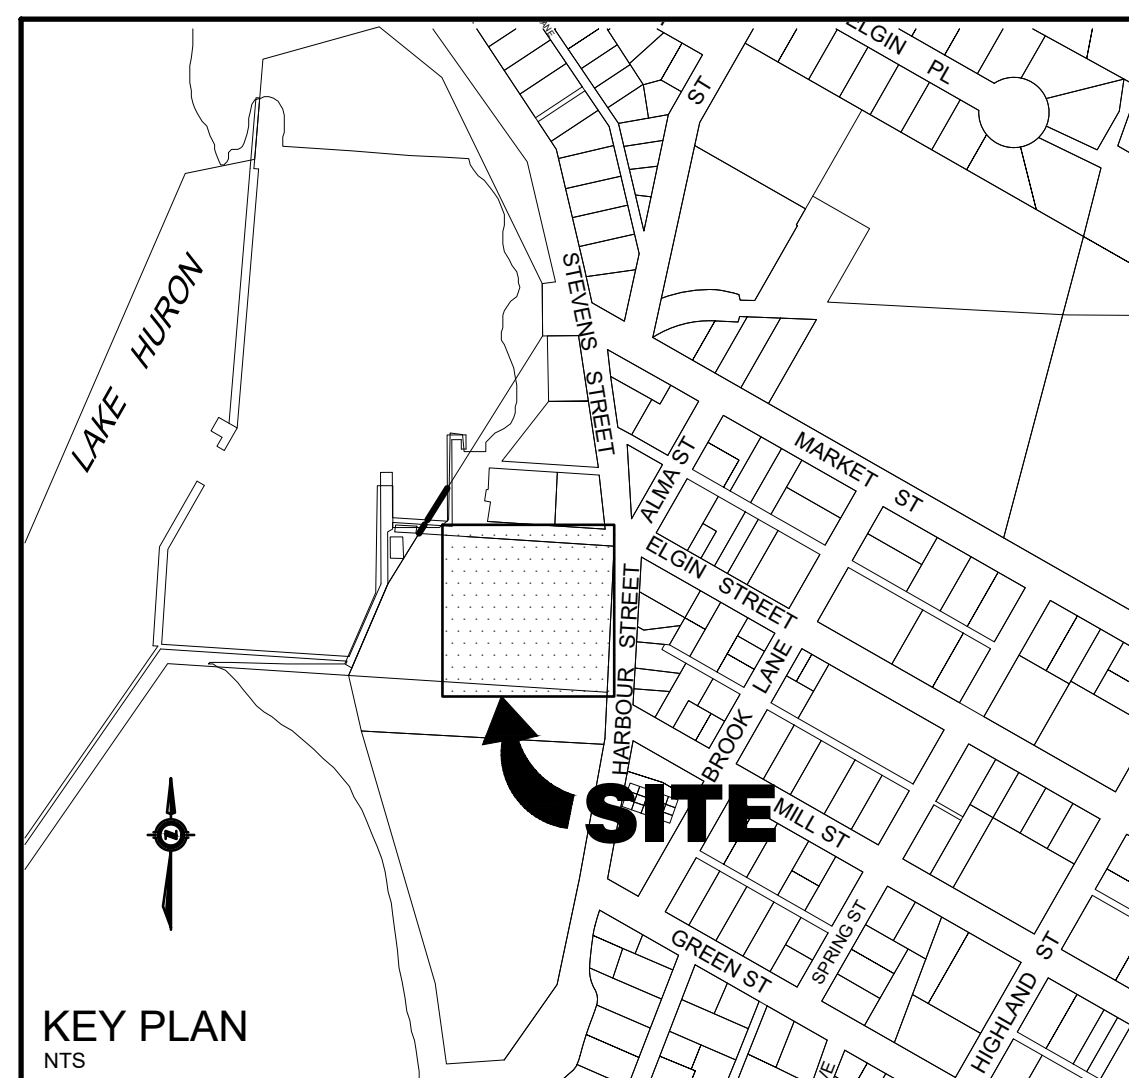 ELGIN PL
ST
LAKE HURON
STEVENS STREET
MARKET ST
ALMA ST
ELGIN STREET
HARBOUR STREET
BROOK LANE
SITE
MILL ST
SPRING ST
GREEN ST
HIGHLAND ST
Z
KEY PLAN
NTS